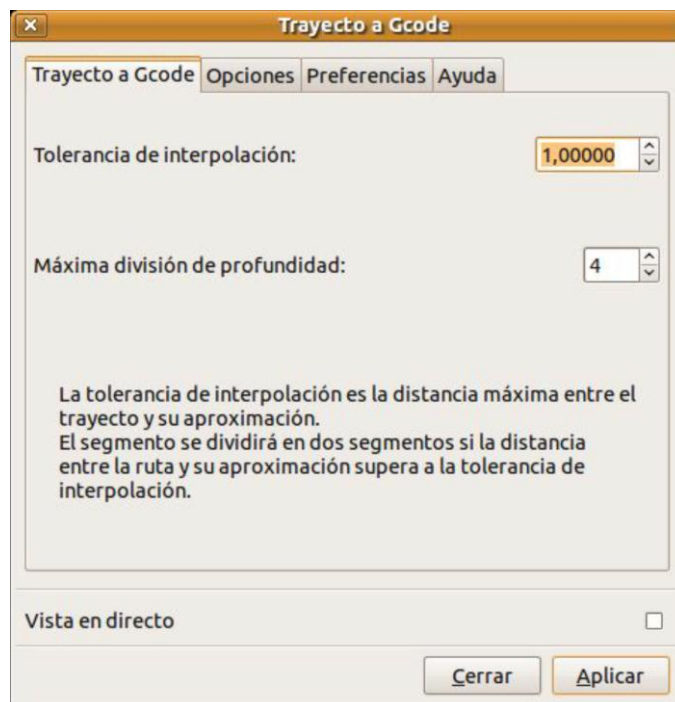 Trayecto a Gcode
Trayecto a Gcode Opciones Preferencias Ayuda
Tolerancia de interpolación: 1,00000
Máxima división de profundidad: 4
La tolerancia de interpolación es la distancia máxima entre el
trayecto y su aproximación.
El segmento se dividirá en dos segmentos si la distancia
entre la ruta y su aproximación supera a la tolerancia de
interpolación.
Vista en directo
Cerrar Aplicar